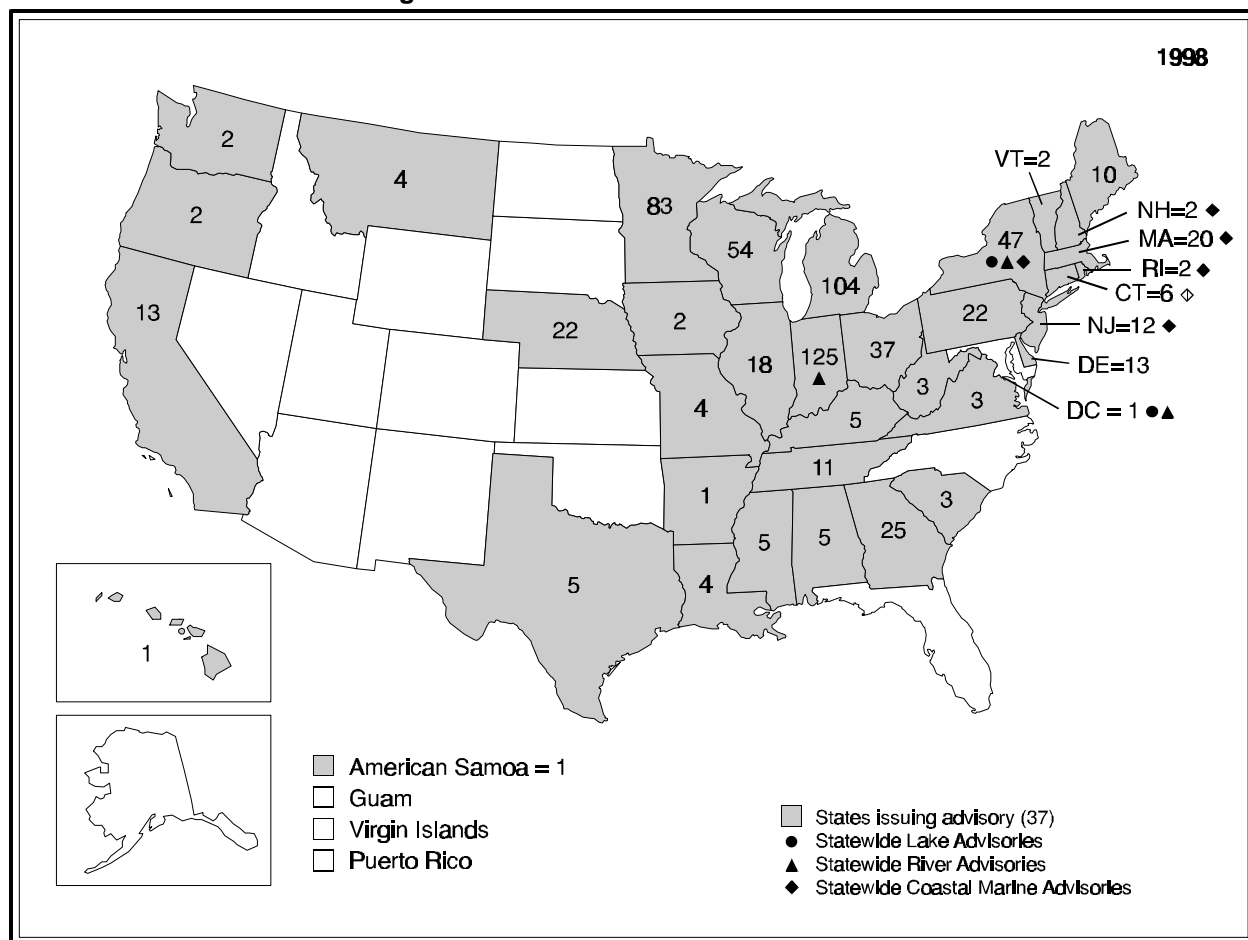 1998
2
4
VT=2
10
2
83
NH=2 ◆
47
MA=20 ◆
54
●▲◆
RI=2 ◆
104
CT=6
13
2
22
NJ=12 ◆
22
18
125
▲
37
DE=13
3
3
4
5
DC = 1 ●▲
11
1
3
5
5
25
5
4
1
American Samoa = 1
Guam
Virgin Islands
Puerto Rico
States issuing advisory (37)
● Statewide Lake Advisories
▲ Statewide River Advisories
◆ Statewide Coastal Marine Advisories